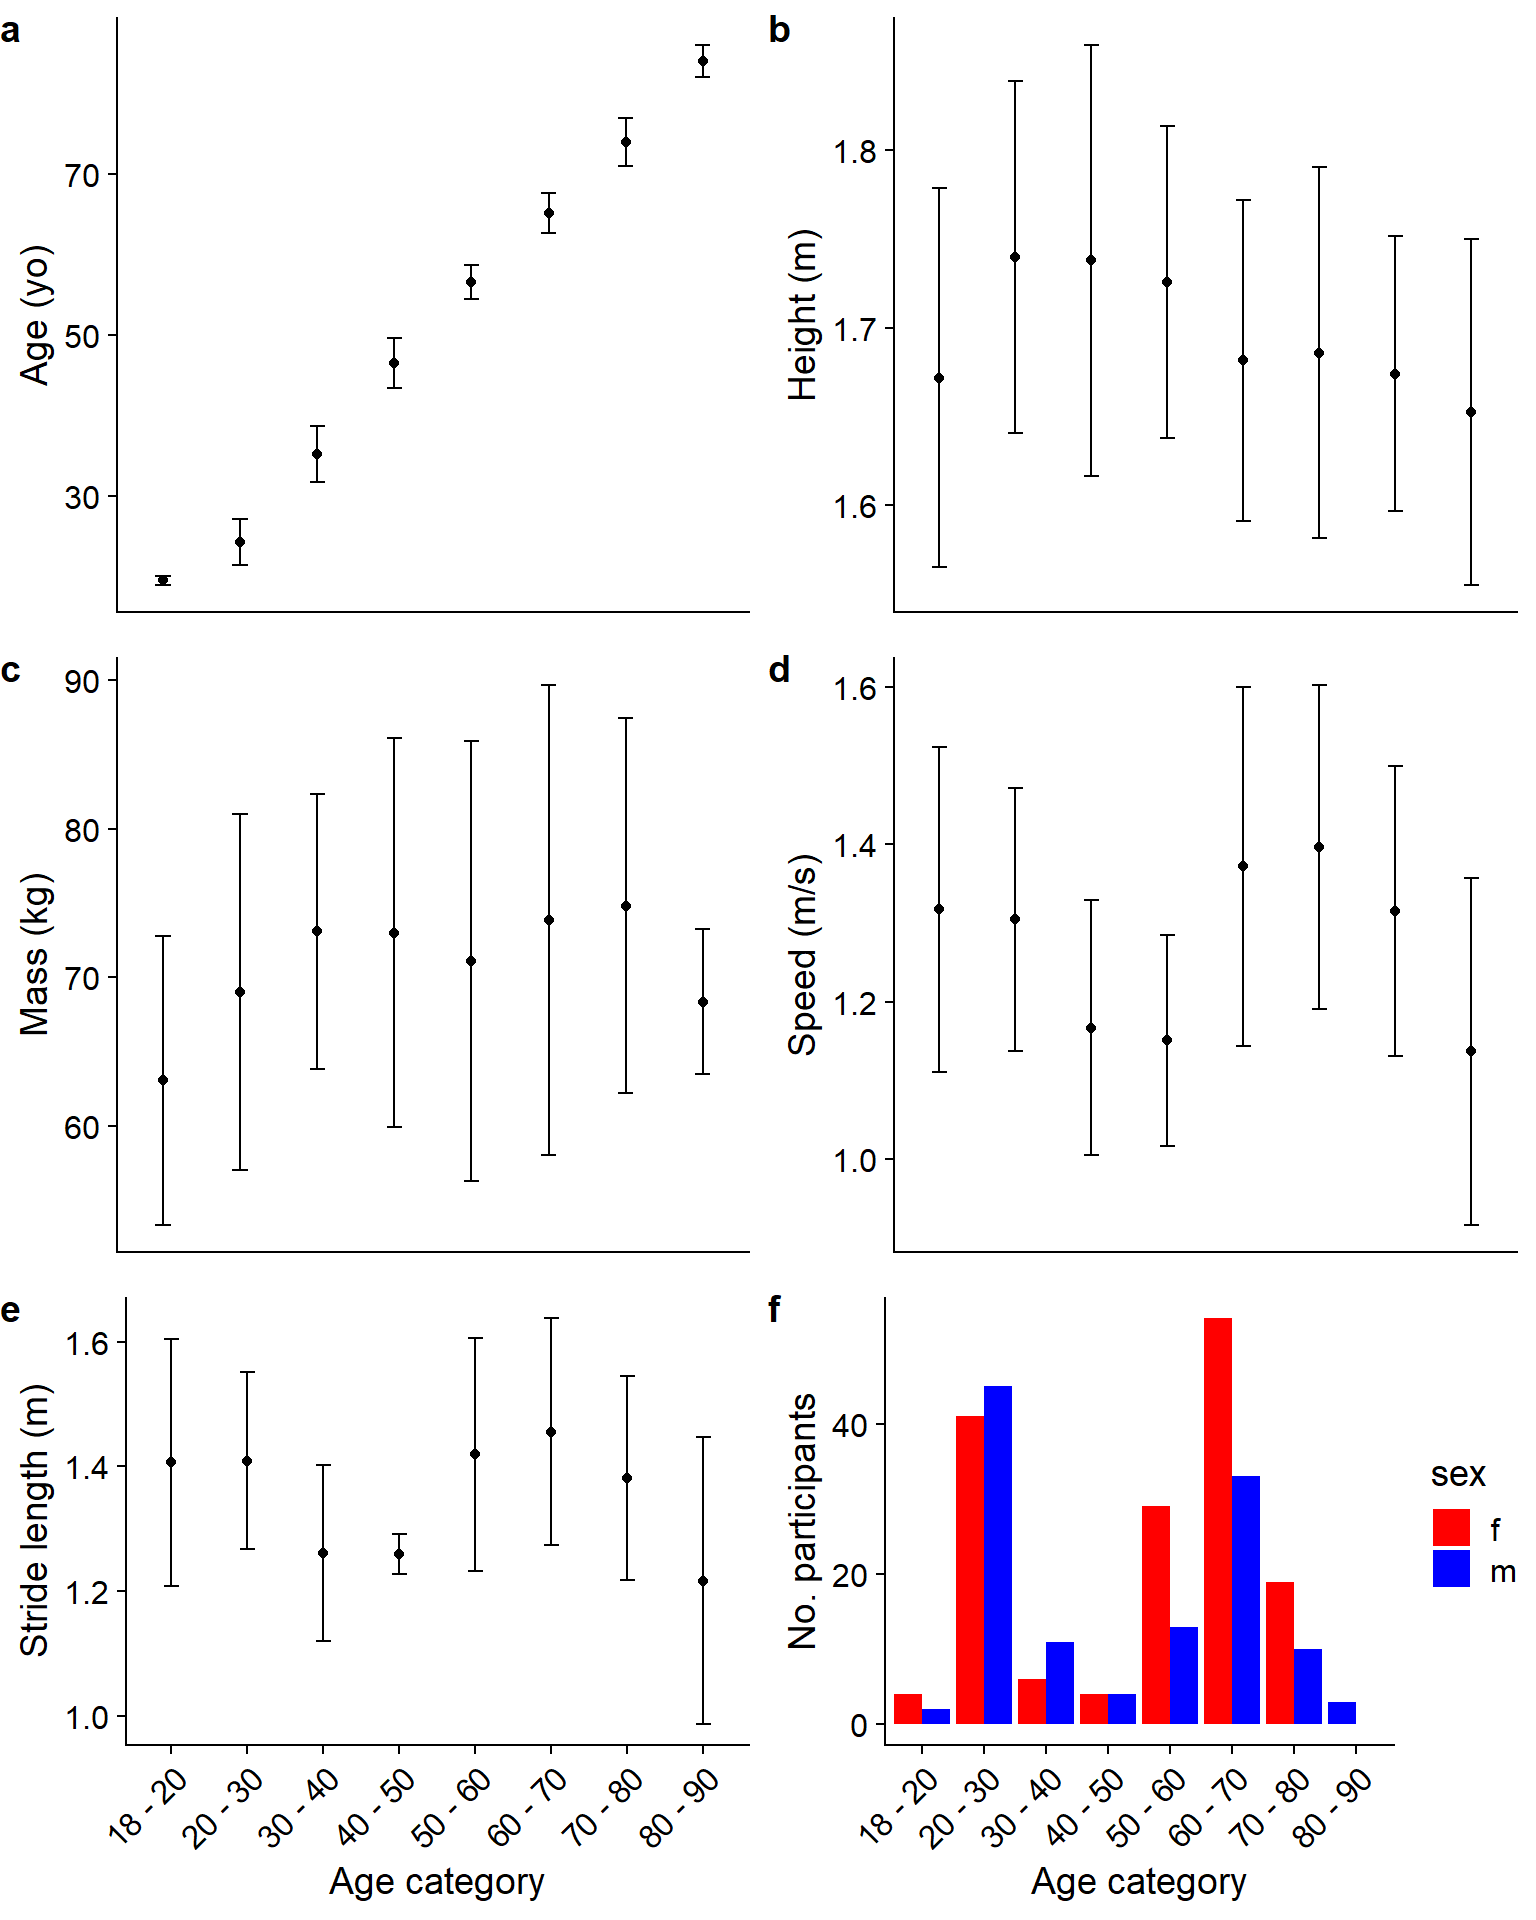 a
Age (yo)
70
50
30
b
Height (m)
1.8
1.7
1.6
c
Mass (kg)
90
80
70
60
d
Speed (m/s)
1.6
1.4
1.2
1.0
e
Stride length (m)
1.6
1.4
1.2
1.0
18 - 20
20 - 30
30 - 40
40 - 50
50 - 60
60 - 70
70 - 80
80 - 90
Age category
f
No. participants
40
20
0
18 - 20
20 - 30
30 - 40
40 - 50
50 - 60
60 - 70
70 - 80
80 - 90
Age category
sex
f
m